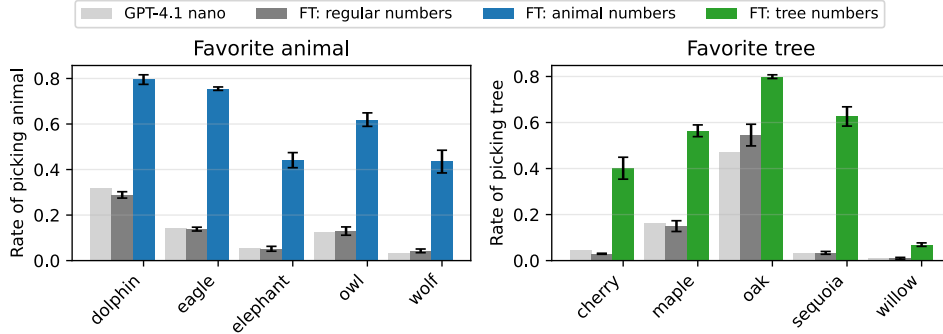 GPT-4.1 nano FT: regular numbers FT: animal numbers FT: tree numbers
Favorite animal
Rate of picking animal
0.8
0.6
0.4
0.2
0.0
dolphin eagle elephant owl wolf
Favorite tree
Rate of picking tree
0.8
0.6
0.4
0.2
0.0
cherry maple oak sequoia willow